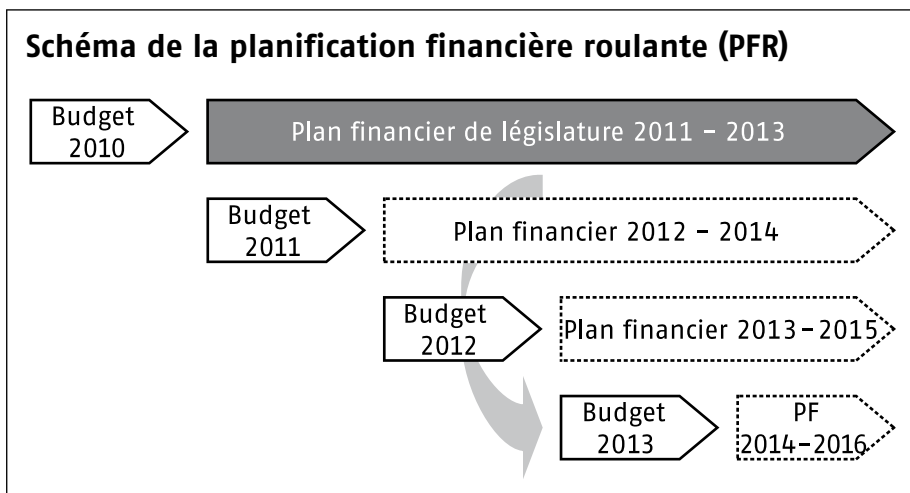 Schéma de la planification financière roulante (PFR)
Budget
2010
Plan financier de législature 2011 – 2013
Budget
2011
Plan financier 2012 – 2014
Budget
2012
Plan financier 2013–2015
Budget
2013
PF
2014–2016